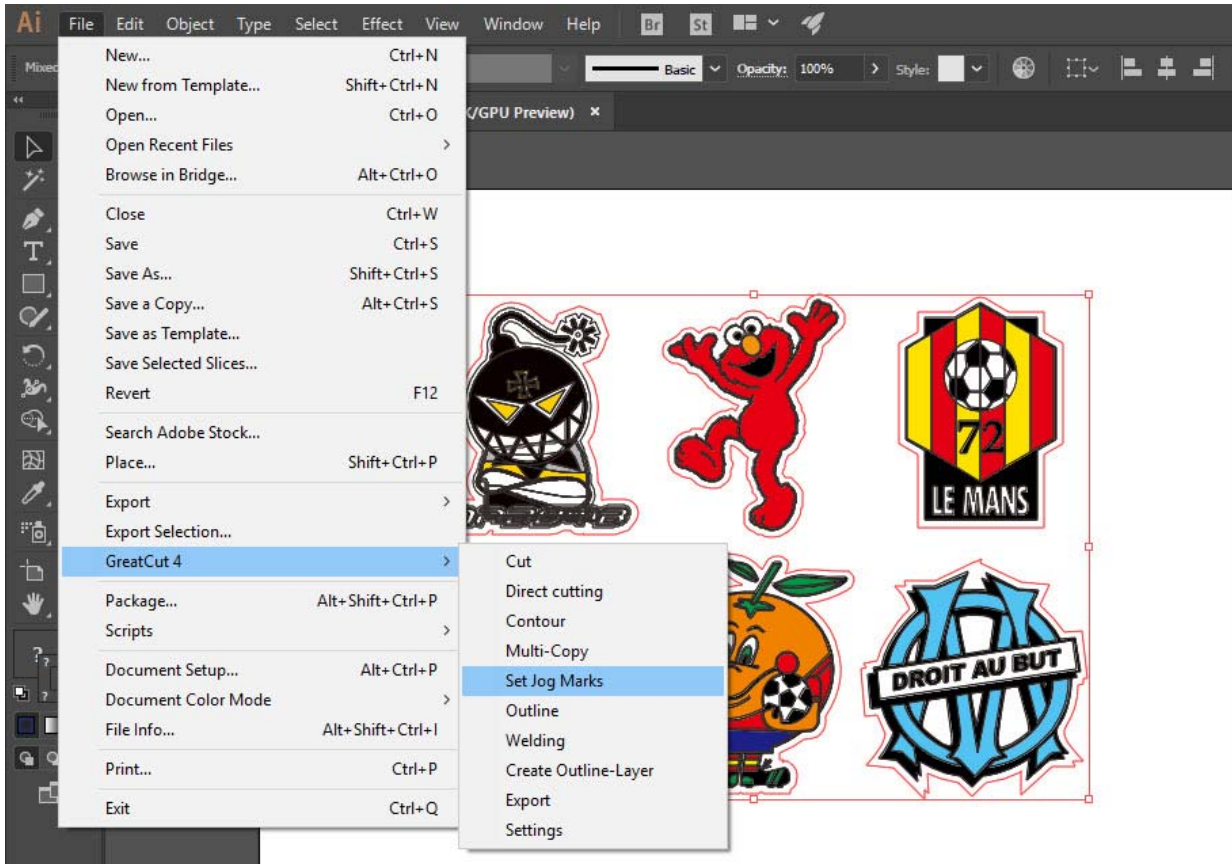 Ai File Edit Object Type Select Effect View Window Help Br St
Mixed Basic Opacity: 100% Style:
New... Ctrl+N
New from Template... Shift+Ctrl+N
Open... Ctrl+O
/GPU Preview) ×
Open Recent Files
Browse in Bridge... Alt+Ctrl+O
Close Ctrl+W
Save Ctrl+S
Save As... Shift+Ctrl+S
Save a Copy... Alt+Ctrl+S
Save as Template...
Save Selected Slices...
Revert F12
Search Adobe Stock...
Place... Shift+Ctrl+P
Export
Export Selection...
GreatCut 4
Package... Alt+Shift+Ctrl+P
Scripts
Document Setup... Alt+Ctrl+P
Document Color Mode
File Info... Alt+Shift+Ctrl+I
Print... Ctrl+P
Exit Ctrl+Q
Cut
Direct cutting
Contour
Multi-Copy
Set Jog Marks
Outline
Welding
Create Outline-Layer
Export
Settings
72
LE MANS
DROIT AU BUT